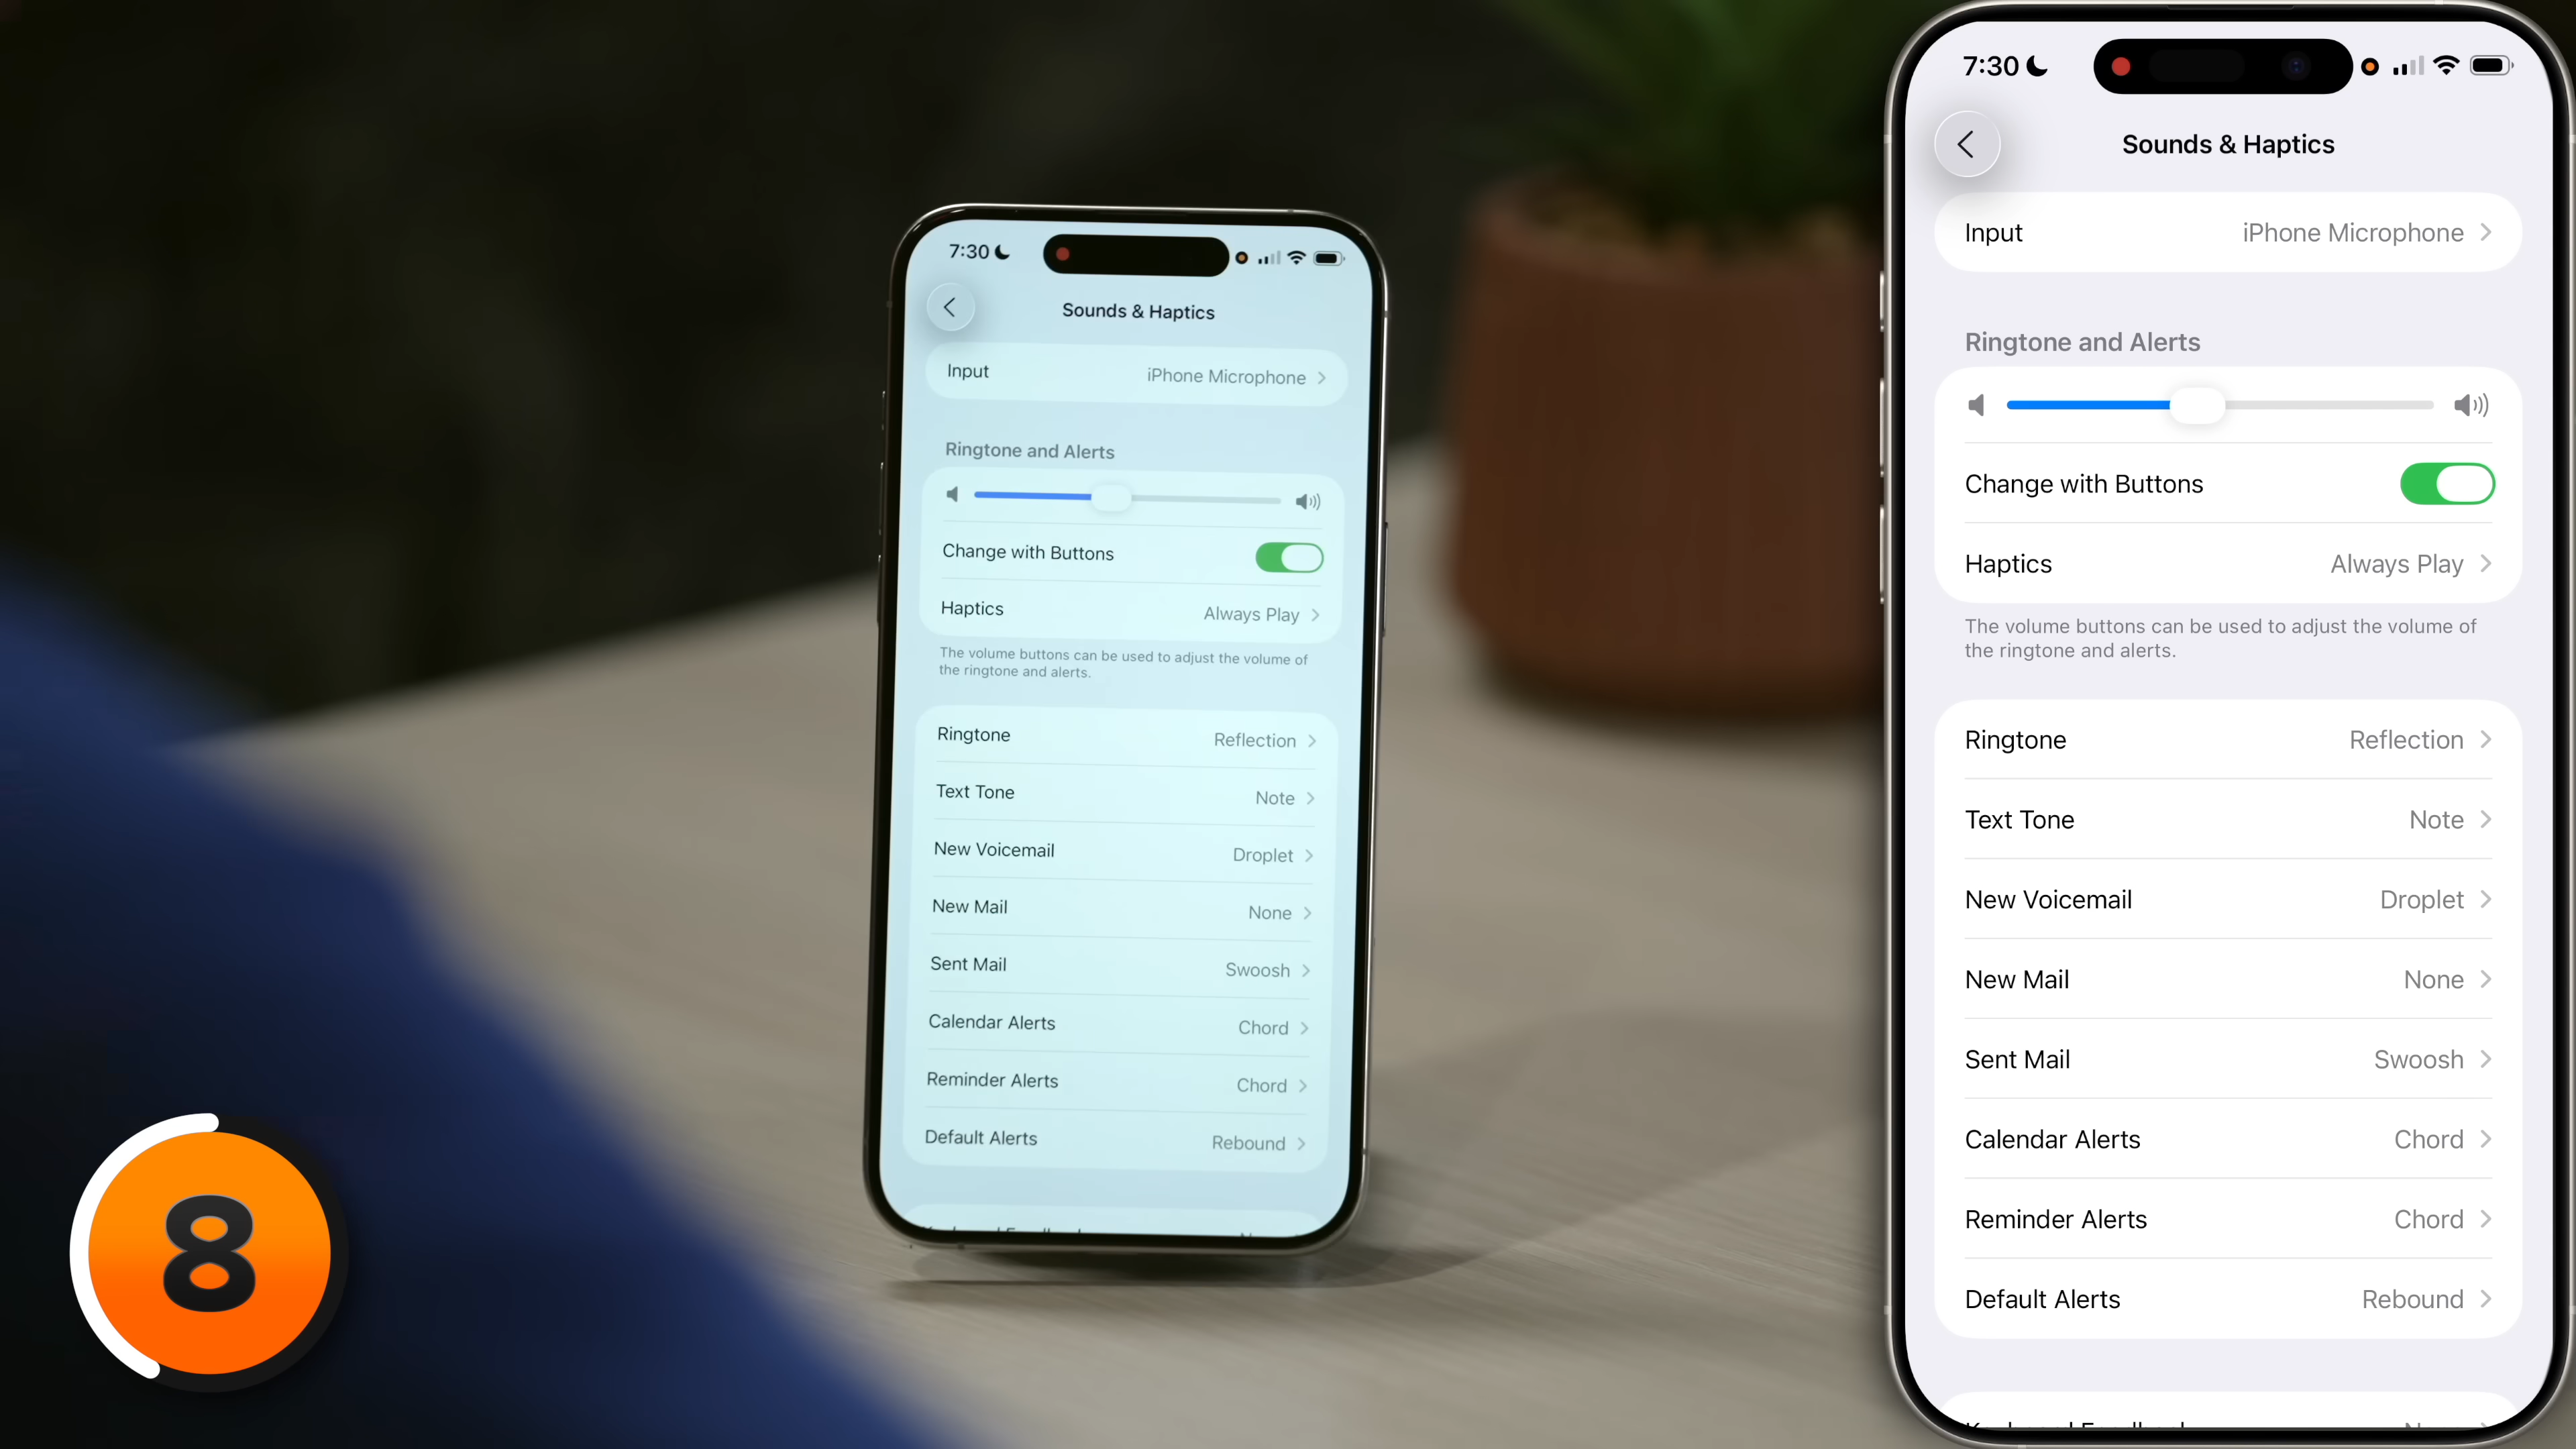 7:30
Sounds & Haptics
Input iPhone Microphone
Ringtone and Alerts
Change with Buttons
Haptics Always Play
The volume buttons can be used to adjust the volume of
the ringtone and alerts.
Ringtone Reflection
Text Tone Note
New Voicemail Droplet
New Mail None
Sent Mail Swoosh
Calendar Alerts Chord
Reminder Alerts Chord
Default Alerts Rebound
8
7:30
Sounds & Haptics
Input iPhone Microphone
Ringtone and Alerts
Change with Buttons
Haptics Always Play
The volume buttons can be used to adjust the volume of
the ringtone and alerts.
Ringtone Reflection
Text Tone Note
New Voicemail Droplet
New Mail None
Sent Mail Swoosh
Calendar Alerts Chord
Reminder Alerts Chord
Default Alerts Rebound